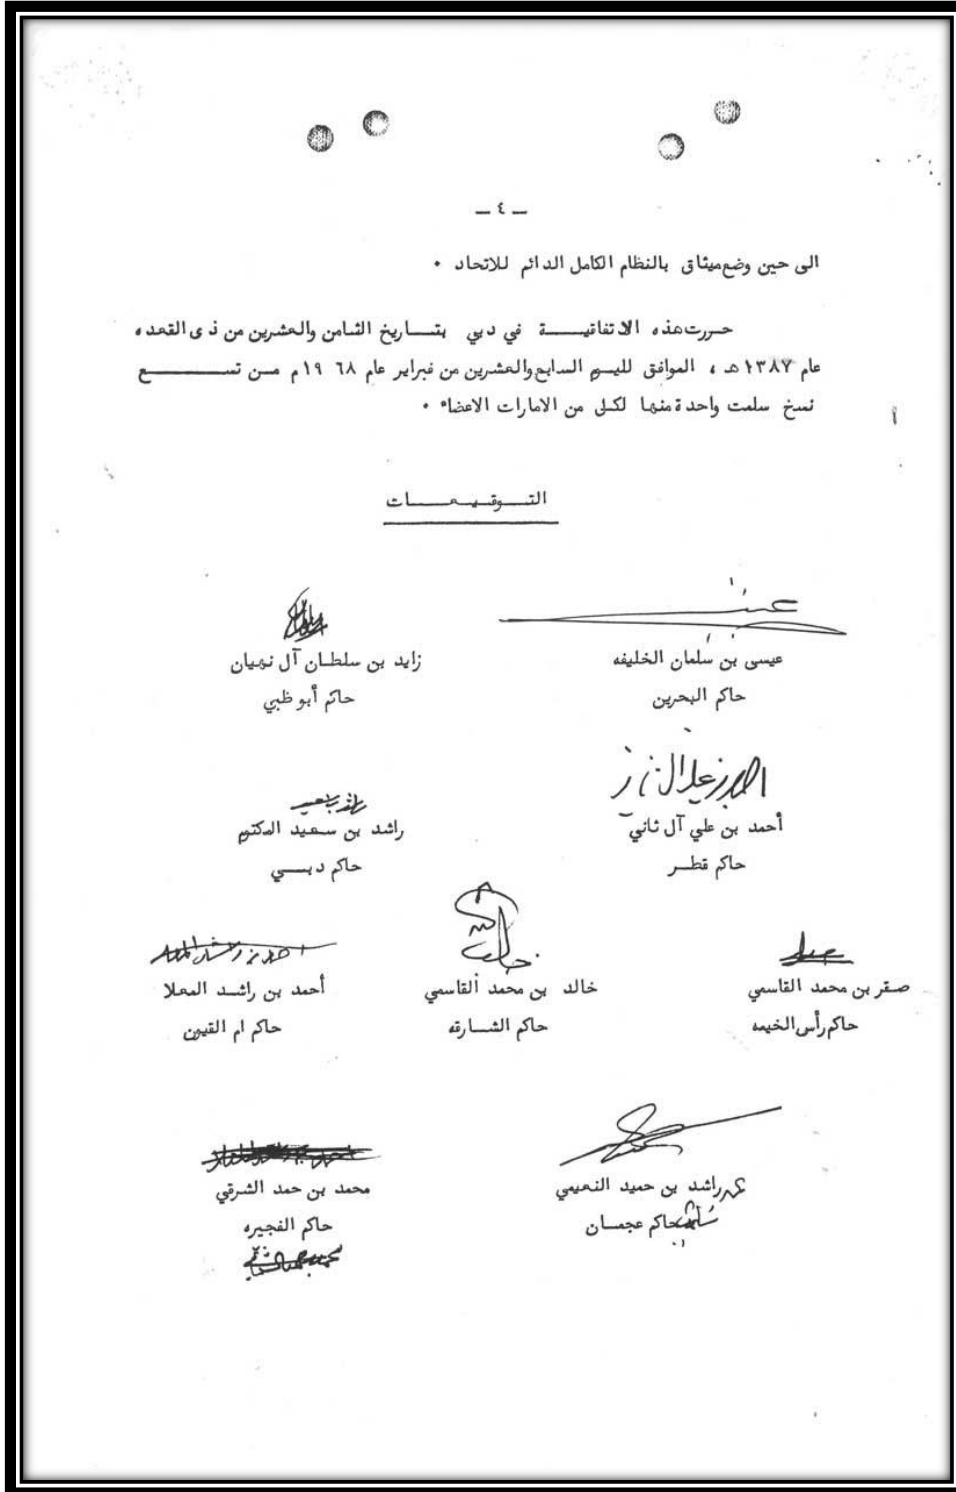 — ٤ —
الى حين وضع ميثاق بالنظام الكامل الدائم للاتحاد ٠
حررت هذه الاتفاقية في دبي بتاريخ الثامن والعشرين من ذى القعده
عام ١٣٨٧ هـ ، الموافق لليوم السابع والعشرين من فبراير عام ١٩٦٨ م من تسع
نسخ سلمت واحدة منها لكل من الامارات الاعضاء ٠
التوقيعات
عيسى بن سلمان الخليفه
حاكم البحرين
زايد بن سلطان آل نهيان
حاكم أبو ظبي
أحمد بن علي آل ثاني
حاكم قطر
راشد بن سعيد المكتوم
حاكم دبي
صقر بن محمد القاسمي
حاكم رأس الخيمه
خالد بن محمد القاسمي
حاكم الشارقه
أحمد بن راشد المعلا
حاكم ام القيون
راشد بن حميد النعيمي
حاكم عجمان
محمد بن حمد الشرقي
حاكم الفجيره